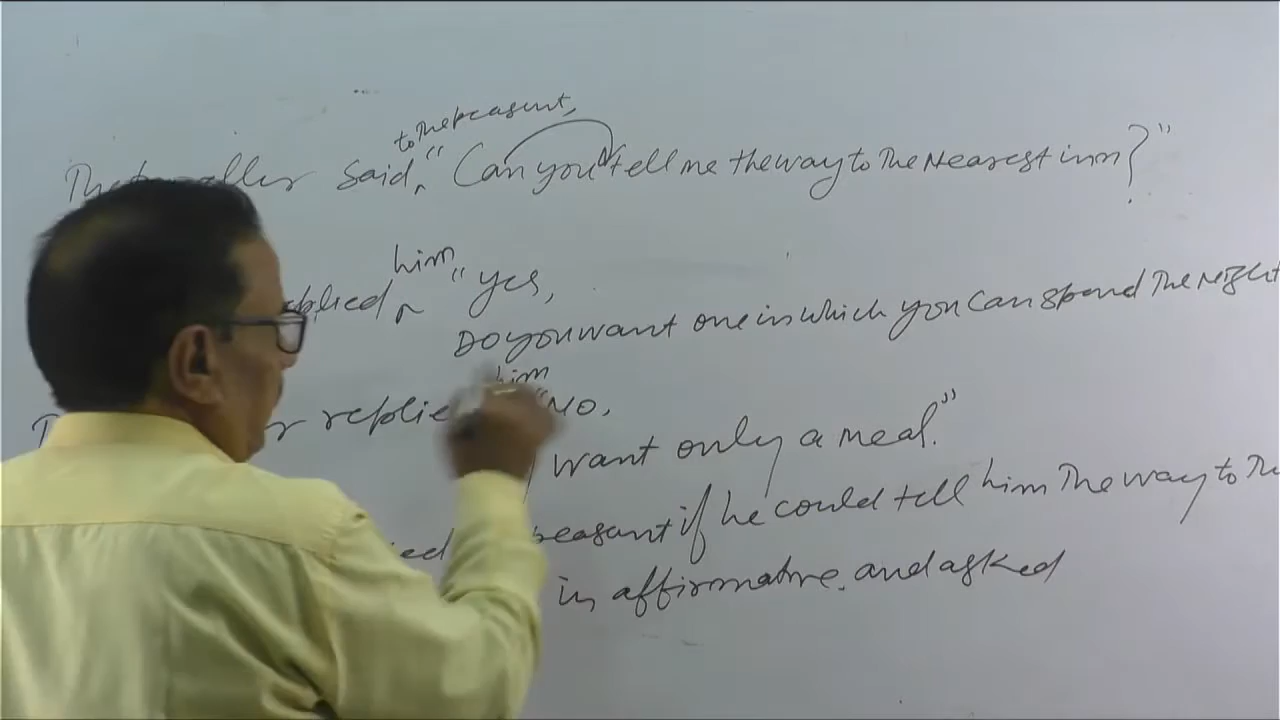 to the peasent,
The traveller Said, " Can you tell me the way to The Nearest inn?"
him
replied, "yes,
Do you want one in which you can spend The Night
him
replied "No,
I want only a meal."
peasant if he could tell him The way to The
in affirmative. and asked